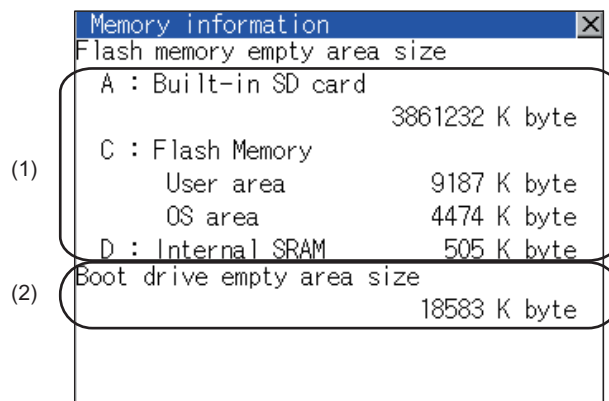 Memory information
Flash memory empty area size
A : Built-in SD card
3861232 K byte
C : Flash Memory
User area 9187 K byte
OS area 4474 K byte
D : Internal SRAM 505 K byte
Boot drive empty area size
18583 K byte
(1)
(2)